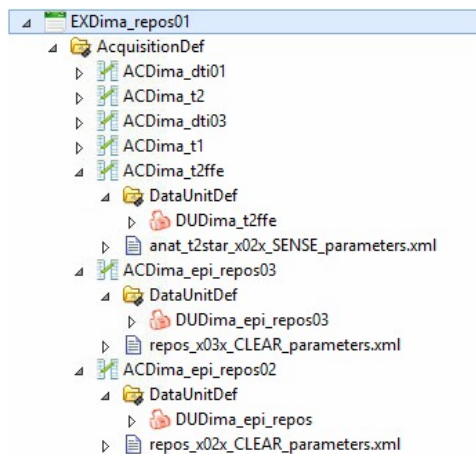 EXDima_repos01
AcquisitionDef
ACDima_dti01
ACDima_t2
ACDima_dti03
ACDima_t1
ACDima_t2ffe
DataUnitDef
DUDima_t2ffe
anat_t2star_x02x_SENSE_parameters.xml
ACDima_epi_repos03
DataUnitDef
DUDima_epi_repos03
repos_x03x_CLEAR_parameters.xml
ACDima_epi_repos02
DataUnitDef
DUDima_epi_repos
repos_x02x_CLEAR_parameters.xml